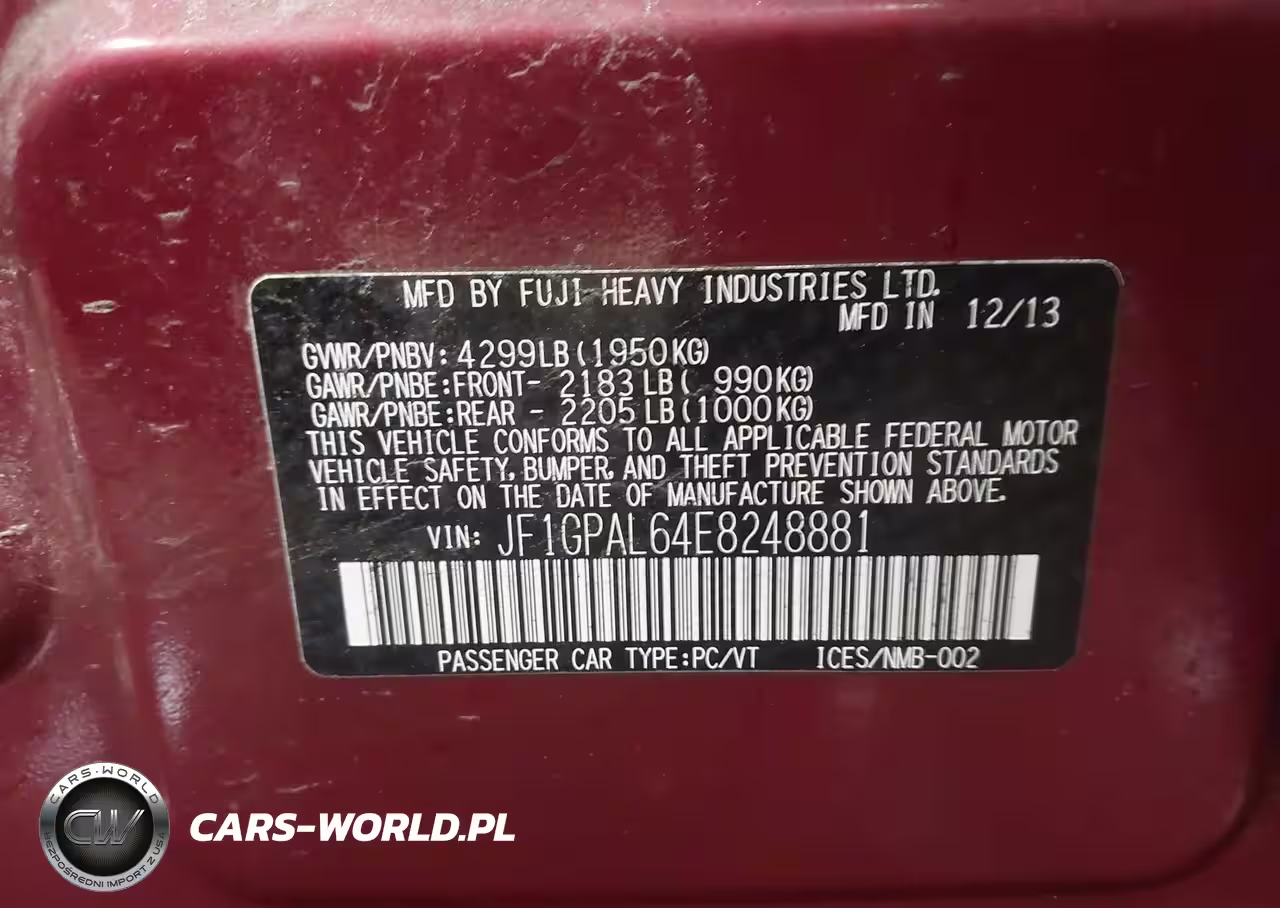 MFD BY FUJI HEAVY INDUSTRIES LTD.
MFD IN 12/13
GVWR/PNBV: 4299LB(1950KG)
GAWR/PNBE:FRONT- 2183LB( 990KG)
GAWR/PNBE:REAR - 2205LB(1000KG)
THIS VEHICLE CONFORMS TO ALL APPLICABLE FEDERAL MOTOR
VEHICLE SAFETY, BUMPER, AND THEFT PREVENTION STANDARDS
IN EFFECT ON THE DATE OF MANUFACTURE SHOWN ABOVE.
VIN: JF1GPAL64E8248881
PASSENGER CAR TYPE:PC/VT ICES/NMB-002
CARS-WORLD
CW
BEZPOŚREDNI IMPORT Z USA
CARS-WORLD.PL